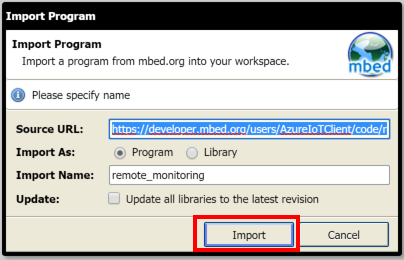 Import Program
Import Program
Import a program from mbed.org into your workspace.
mbed
Please specify name
Source URL: https://developer.mbed.org/users/AzureIoTClient/code/r
Import As: Program Library
Import Name: remote_monitoring
Update: Update all libraries to the latest revision
Import Cancel